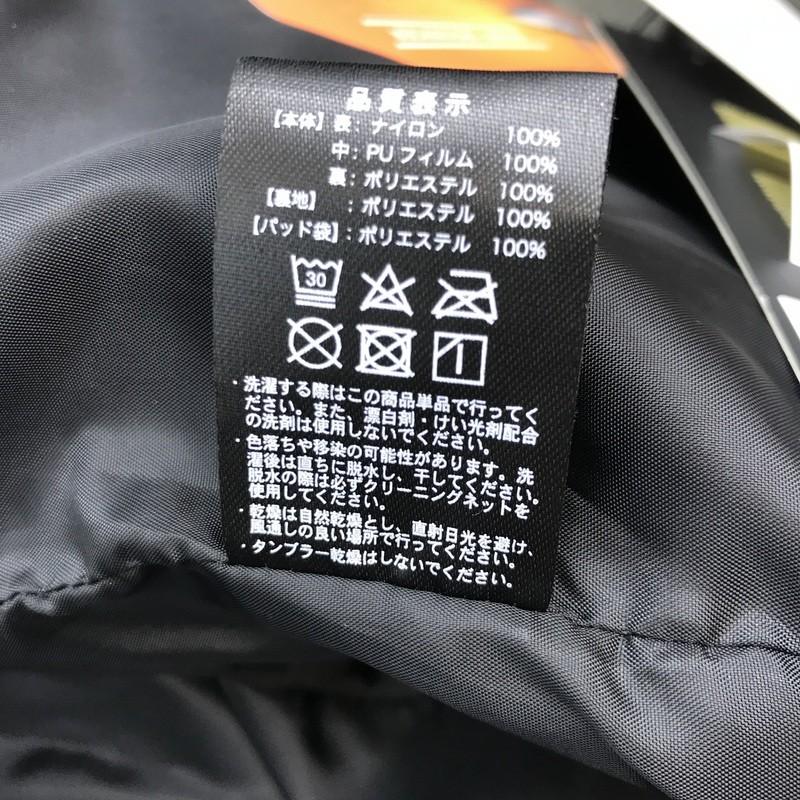 品質表示
【本体】表：ナイロン 100%
中：PUフィルム 100%
裏：ポリエステル 100%
【裏地】 ：ポリエステル 100%
【パッド袋】：ポリエステル 100%
30
・洗濯する際はこの商品単品で行ってく
ださい。また、漂白剤・けい光剤配合
の洗剤は使用しないでください。
・色落ちや移染の可能性があります。洗
濯後は直ちに脱水し、干してください。
脱水の際は必ずクリーニングネットを
使用してください。
・乾燥は自然乾燥とし、直射日光を避け、
風通しの良い場所で行ってください。
・タンブラー乾燥はしないでください。